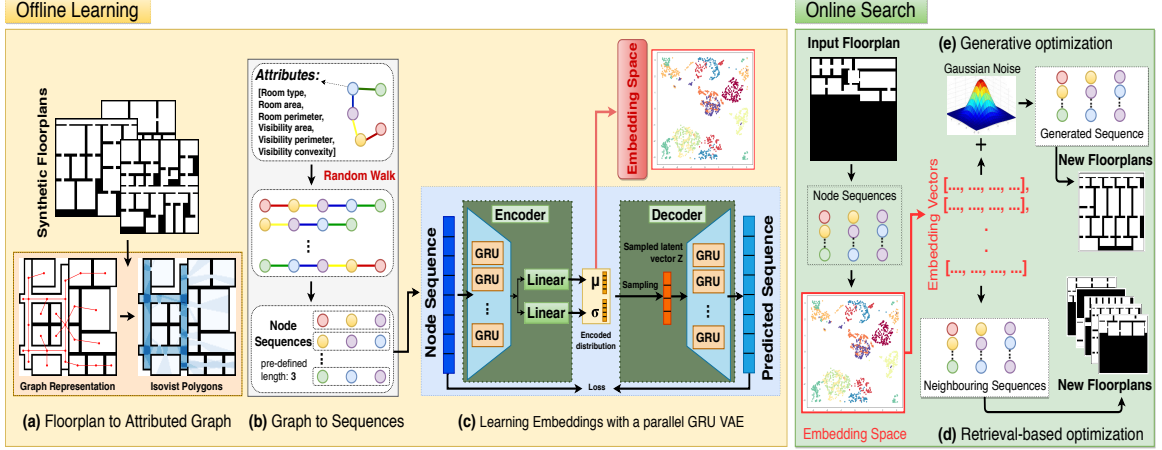 Offline Learning
Synthetic Floorplans
Graph Representation
Isovist Polygons
(a) Floorplan to Attributed Graph
Attributes:
[Room type,
Room area,
Room perimeter,
Visibility area,
Visibility perimeter,
Visibility convexity]
Random Walk
Node
Sequences
pre-defined
length: 3
(b) Graph to Sequences
Embedding Space
Node Sequence
Encoder
GRU
GRU
GRU
Linear
Linear
μ
σ
Encoded
distribution
Sampled latent
vector Z
Sampling
Decoder
GRU
GRU
GRU
Predicted Sequence
Loss
(c) Learning Embeddings with a parallel GRU VAE
Online Search
Input Floorplan
Node Sequences
Embedding Space
(e) Generative optimization
Gaussian Noise
+
Generated Sequence
New Floorplans
Embedding Vectors
[..., ..., ..., ...],
[..., ..., ..., ...],
.
.
[..., ..., ..., ...]
Neighbouring Sequences
New Floorplans
(d) Retrieval-based optimization